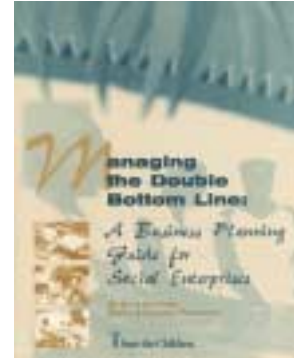 Managing
the Double
Bottom Line:
A Business Planning
Guide for
Social Enterprises
Save the Children